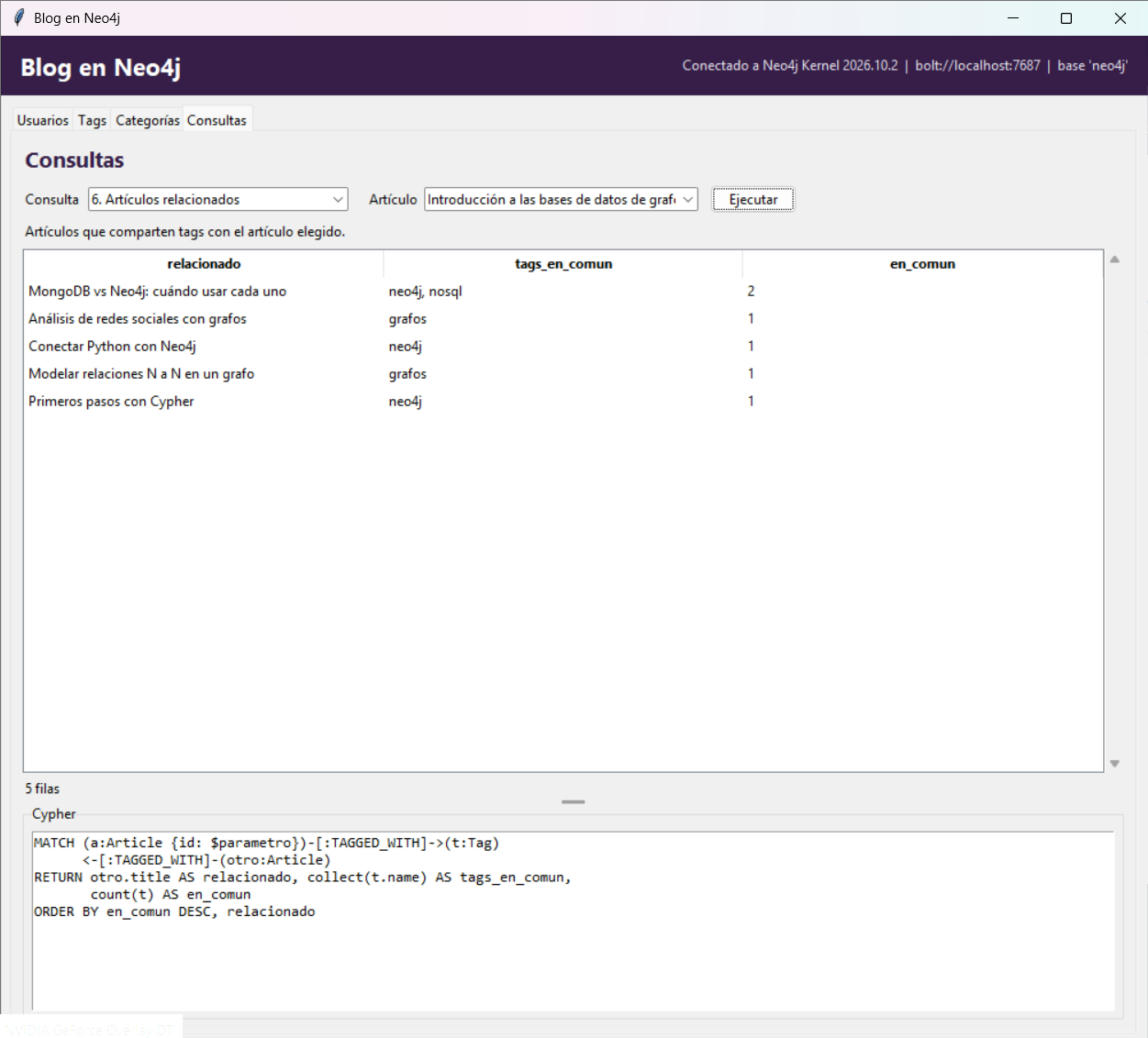 Blog en Neo4j
Blog en Neo4j
Conectado a Neo4j Kernel 2026.10.2 | bolt://localhost:7687 | base 'neo4j'
Usuarios Tags Categorías Consultas
Consultas
Consulta 6. Artículos relacionados Artículo Introducción a las bases de datos de graf Ejecutar
Artículos que comparten tags con el artículo elegido.
relacionado tags_en_comun en_comun
MongoDB vs Neo4j: cuándo usar cada uno neo4j, nosql 2
Análisis de redes sociales con grafos grafos 1
Conectar Python con Neo4j neo4j 1
Modelar relaciones N a N en un grafo grafos 1
Primeros pasos con Cypher neo4j 1
5 filas
Cypher
MATCH (a:Article {id: $parametro})-[:TAGGED_WITH]->(t:Tag)
      <-[:TAGGED_WITH]-(otro:Article)
RETURN otro.title AS relacionado, collect(t.name) AS tags_en_comun,
       count(t) AS en_comun
ORDER BY en_comun DESC, relacionado
NVIDIA GeForce Overlay DT